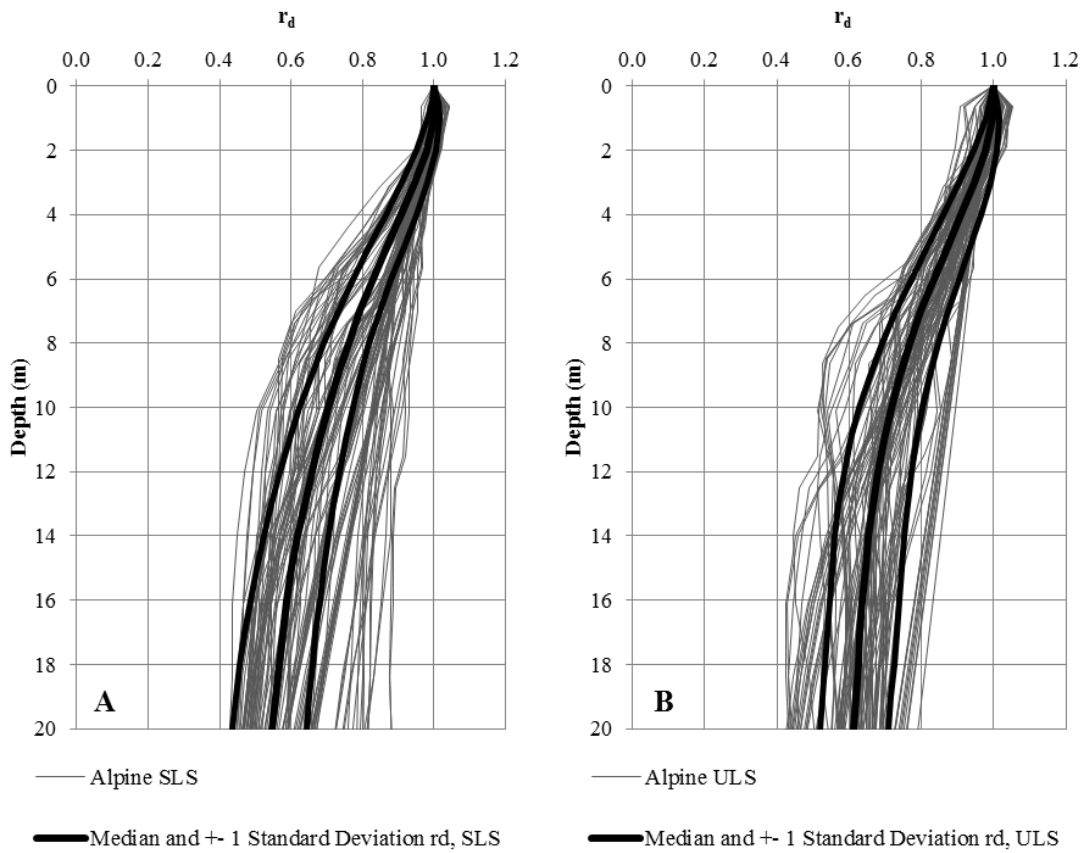 r_d
0.0 0.2 0.4 0.6 0.8 1.0 1.2
0
2
4
6
8
10
12
14
16
18
20
Depth (m)
A
Alpine SLS
Median and +- 1 Standard Deviation rd, SLS
r_d
0.0 0.2 0.4 0.6 0.8 1.0 1.2
0
2
4
6
8
10
12
14
16
18
20
Depth (m)
B
Alpine ULS
Median and +- 1 Standard Deviation rd, ULS